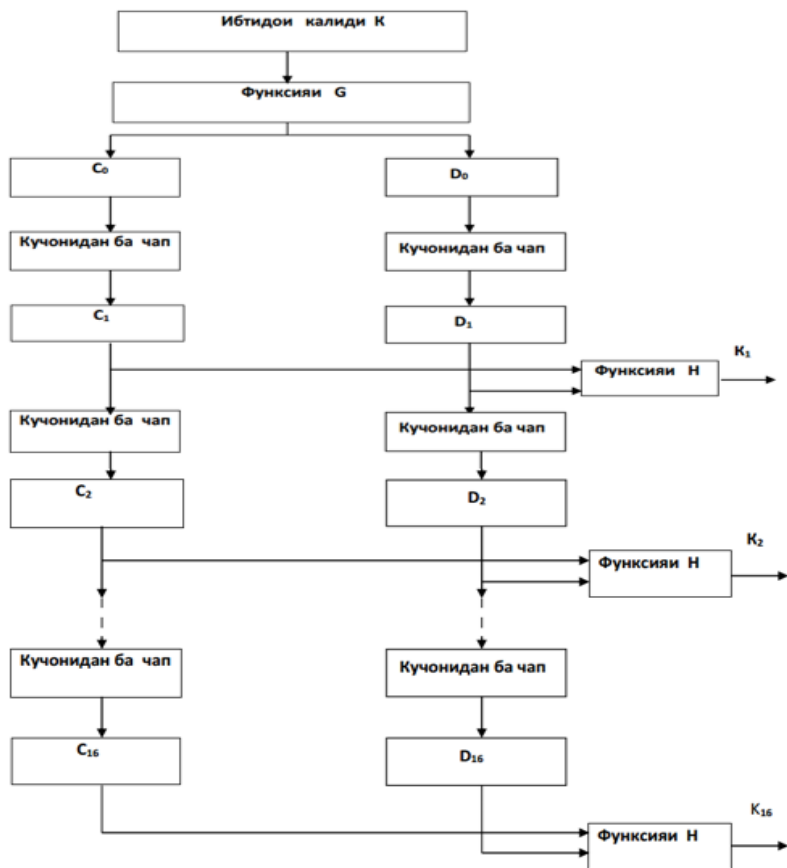 Ибтидои калиди К
Функсияи G
C₀
D₀
Кучонидан ба чап
Кучонидан ба чап
C₁
D₁
K₁
Функсияи Н
Кучонидан ба чап
Кучонидан ба чап
C₂
D₂
K₂
Функсияи Н
Кучонидан ба чап
Кучонидан ба чап
C₁₆
D₁₆
K₁₆
Функсияи Н